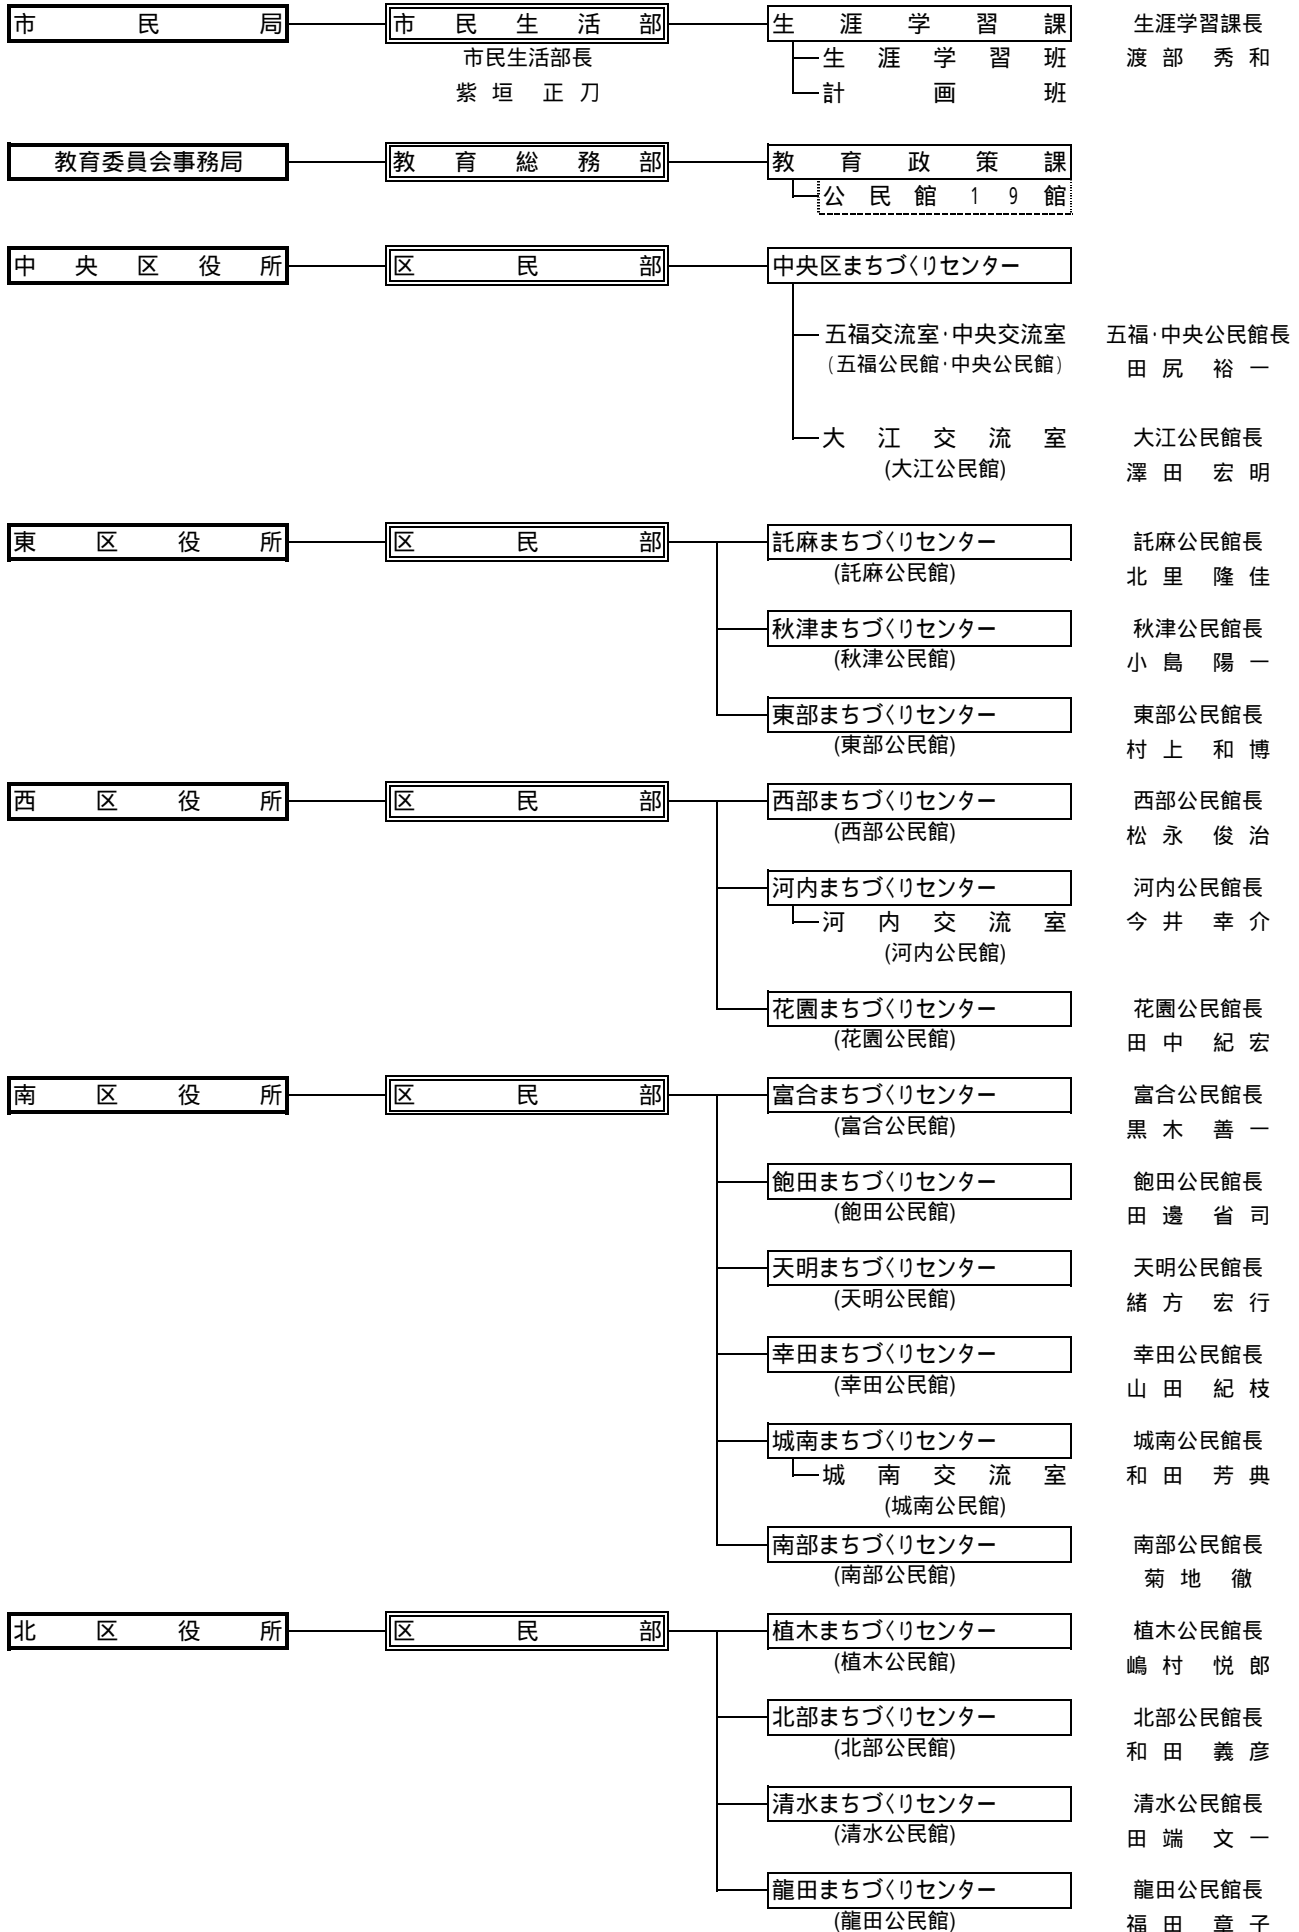 市民局 市民生活部 生涯学習課 生涯学習課長
市民生活部長 生涯学習班 渡部 秀和
紫垣 正刀 計画班
教育委員会事務局 教育総務部 教育政策課
公民館19館
中央区役所 区民部 中央区まちづくりセンター
五福交流室・中央交流室 五福・中央公民館長
(五福公民館・中央公民館) 田尻 裕一
大江交流室 大江公民館長
(大江公民館) 澤田 宏明
東区役所 区民部 託麻まちづくりセンター 託麻公民館長
(託麻公民館) 北里 隆佳
秋津まちづくりセンター 秋津公民館長
(秋津公民館) 小島 陽一
東部まちづくりセンター 東部公民館長
(東部公民館) 村上 和博
西区役所 区民部 西部まちづくりセンター 西部公民館長
(西部公民館) 松永 俊治
河内まちづくりセンター 河内公民館長
河内交流室 今井 幸介
(河内公民館)
花園まちづくりセンター 花園公民館長
(花園公民館) 田中 紀宏
南区役所 区民部 富合まちづくりセンター 富合公民館長
(富合公民館) 黒木 善一
飽田まちづくりセンター 飽田公民館長
(飽田公民館) 田邊 省司
天明まちづくりセンター 天明公民館長
(天明公民館) 緒方 宏行
幸田まちづくりセンター 幸田公民館長
(幸田公民館) 山田 紀枝
城南まちづくりセンター 城南公民館長
城南交流室 和田 芳典
(城南公民館)
南部まちづくりセンター 南部公民館長
(南部公民館) 菊地 徹
北区役所 区民部 植木まちづくりセンター 植木公民館長
(植木公民館) 嶋村 悦郎
北部まちづくりセンター 北部公民館長
(北部公民館) 和田 義彦
清水まちづくりセンター 清水公民館長
(清水公民館) 田端 文一
龍田まちづくりセンター 龍田公民館長
(龍田公民館) 福田 章子